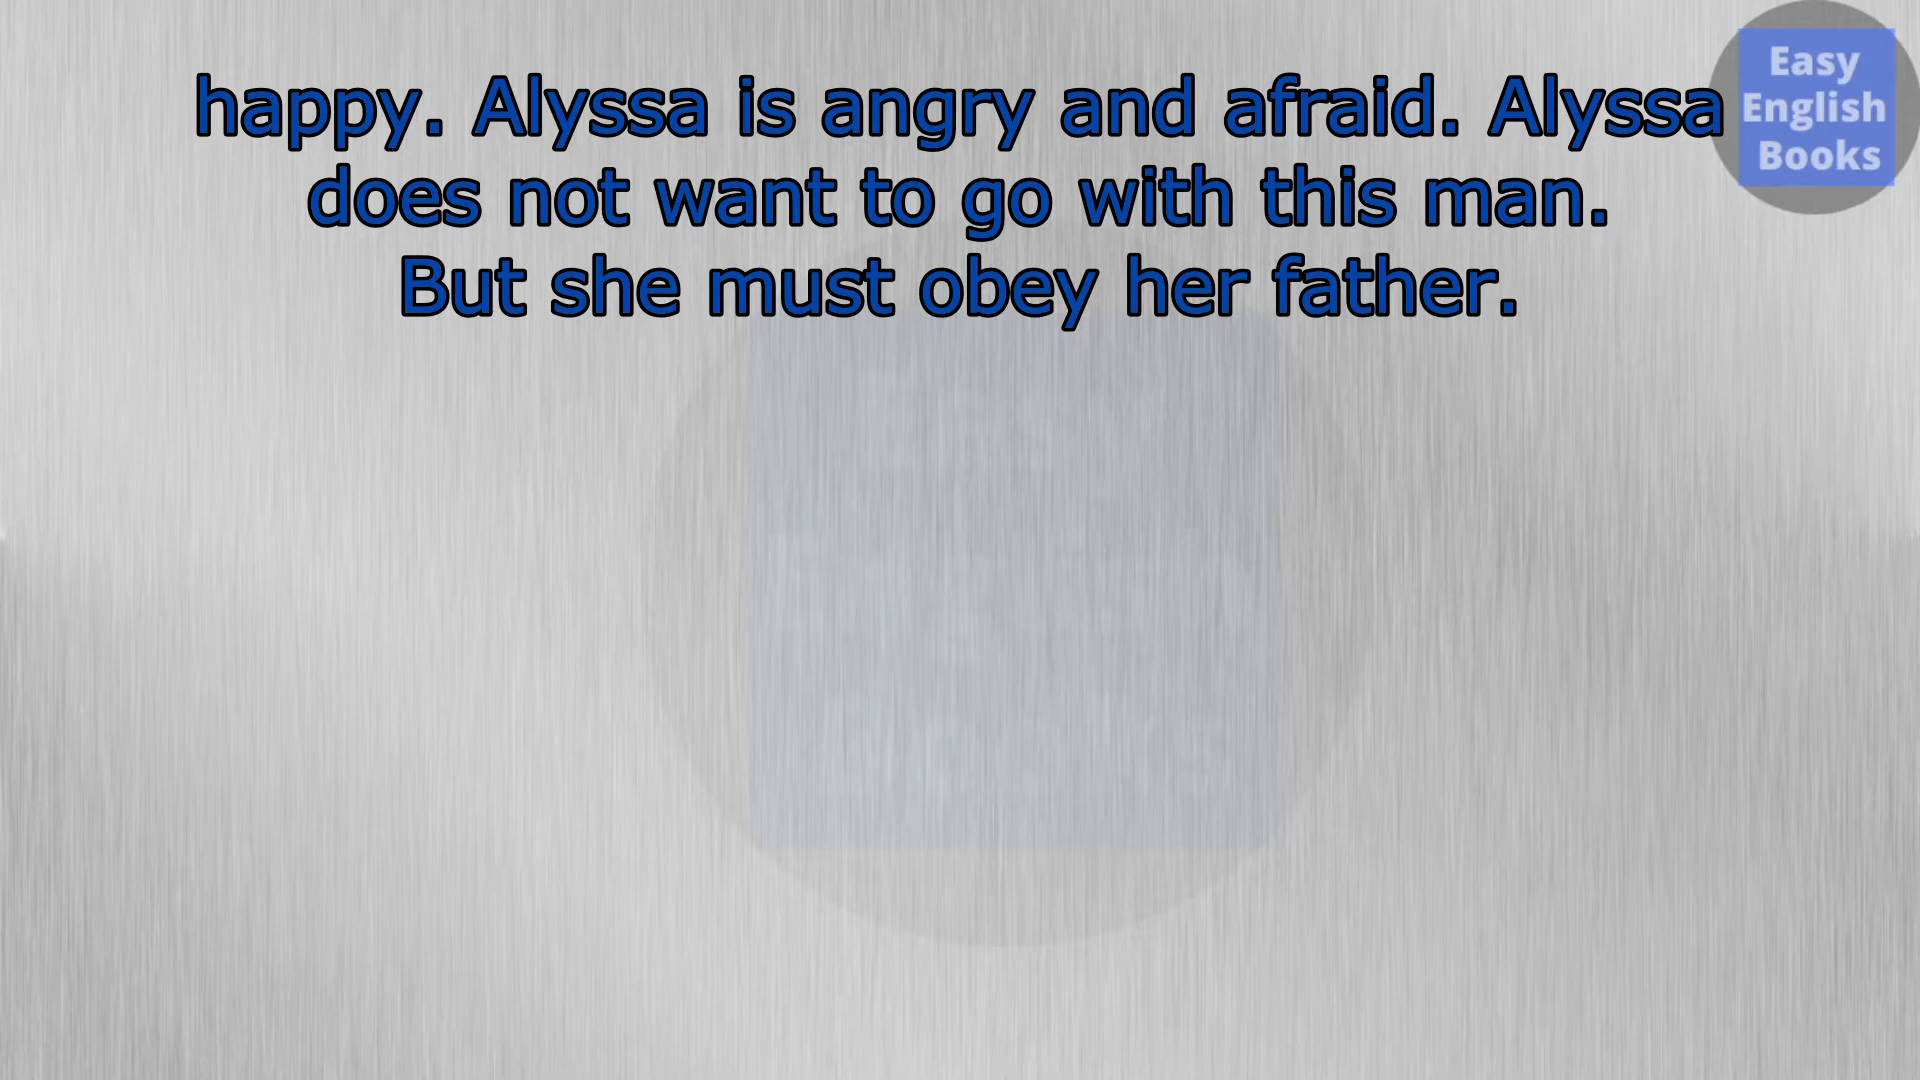 happy. Alyssa is angry and afraid. Alyssa
does not want to go with this man.
But she must obey her father.
Easy
English
Books